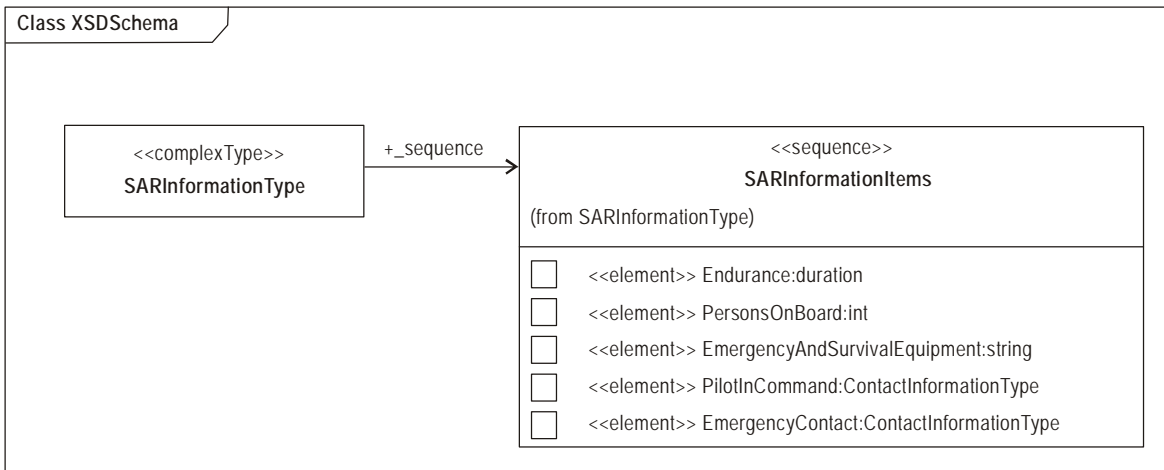 Class XSDSchema
<<complexType>>
SARInformationType
+_sequence
<<sequence>>
SARInformationItems
(from SARInformationType)
<<element>> Endurance:duration
<<element>> PersonsOnBoard:int
<<element>> EmergencyAndSurvivalEquipment:string
<<element>> PilotInCommand:ContactInformationType
<<element>> EmergencyContact:ContactInformationType